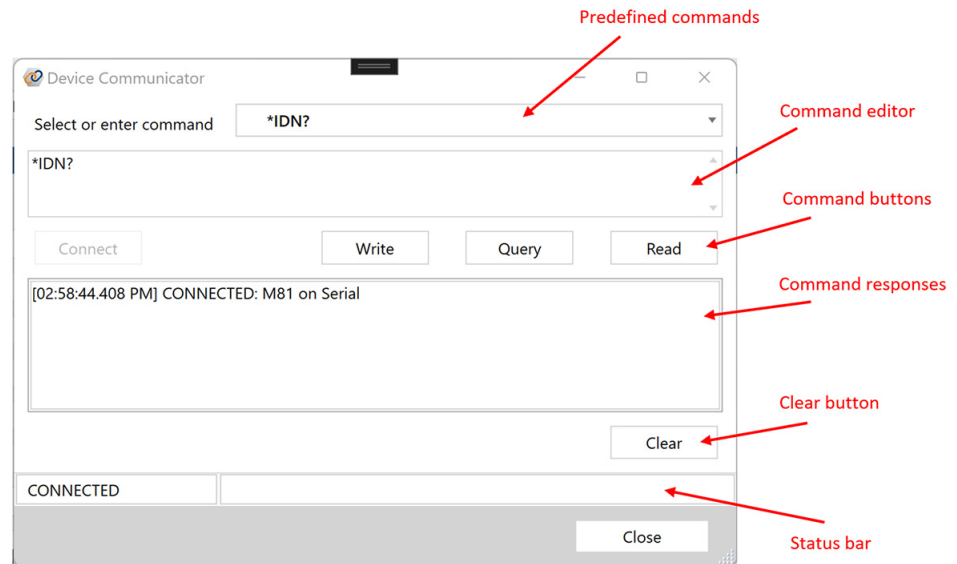 Predefined commands
Device Communicator
Select or enter command
*IDN?
Command editor
*IDN?
Command buttons
Connect
Write
Query
Read
Command responses
[02:58:44.408 PM] CONNECTED: M81 on Serial
Clear button
Clear
CONNECTED
Close
Status bar